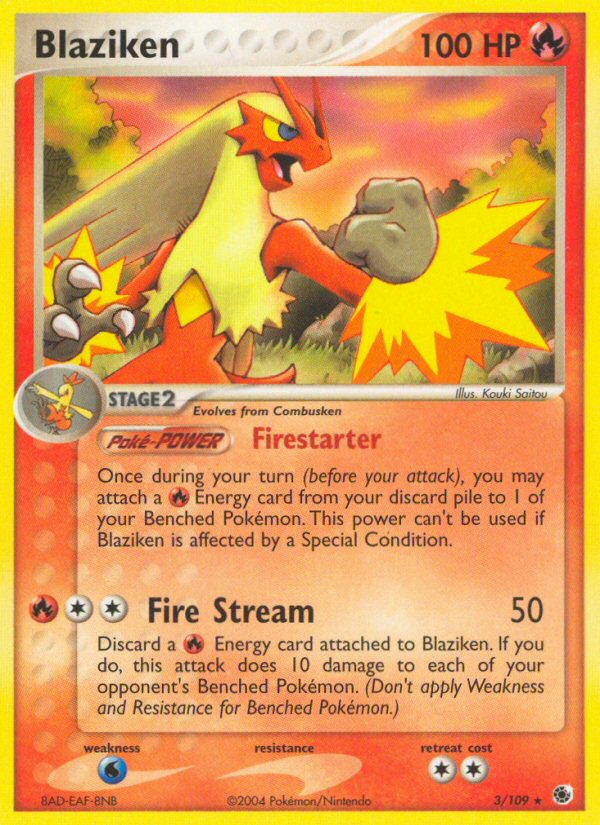 Blaziken 100 HP
Illus. Kouki Saitou
STAGE2
Evolves from Combusken
Poké-POWER Firestarter
Once during your turn (before your attack), you may
attach a Energy card from your discard pile to 1 of
your Benched Pokémon. This power can't be used if
Blaziken is affected by a Special Condition.
Fire Stream 50
Discard a Energy card attached to Blaziken. If you
do, this attack does 10 damage to each of your
opponent's Benched Pokémon. (Don't apply Weakness
and Resistance for Benched Pokémon.)
weakness resistance retreat cost
8AD-EAF-8NB ©2004 Pokémon/Nintendo 3/109 ★